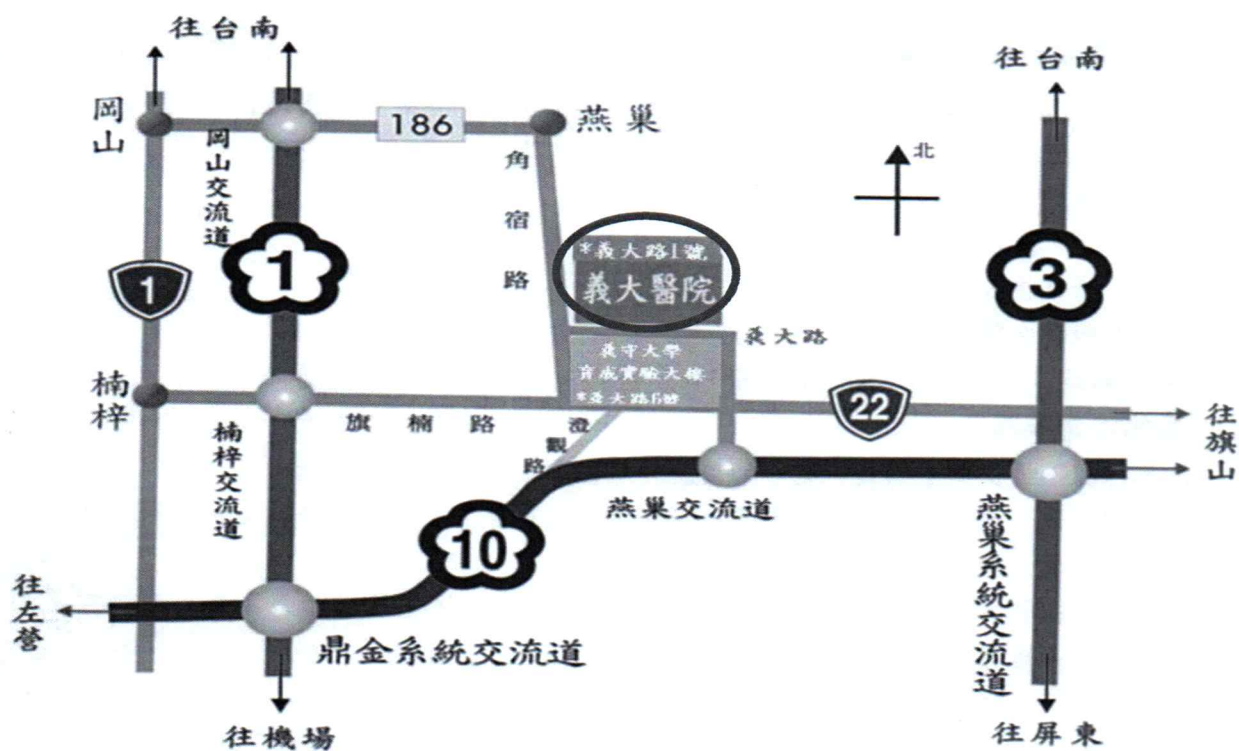 往台南
往台南
岡山
186
燕巢
北
岡山交流道
角宿路
*義大路1號
義大醫院
1
1
3
義大路
義守大學
育成實驗大樓
*義大路6號
楠梓
22
旗楠路
澄觀路
往旗山
楠梓交流道
燕巢交流道
燕巢系統交流道
10
往左營
鼎金系統交流道
往機場
往屏東